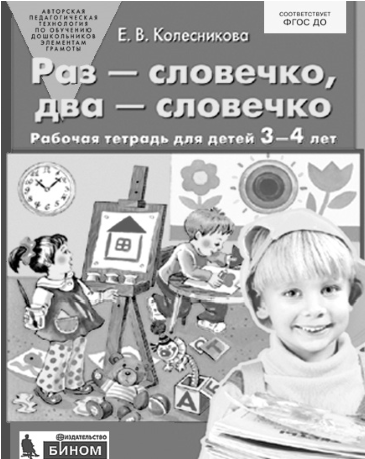 АВТОРСКАЯ
ПЕДАГОГИЧЕСКАЯ
ТЕХНОЛОГИЯ
ПО ОБУЧЕНИЮ
ДОШКОЛЬНИКОВ
ЭЛЕМЕНТАМ
ГРАМОТЫ
СООТВЕТСТВУЕТ
ФГОС ДО
Е. В. Колесникова
Раз — словечко,
два — словечко
Рабочая тетрадь для детей 3–4 лет
А
ИЗДАТЕЛЬСТВО
БИНОМ